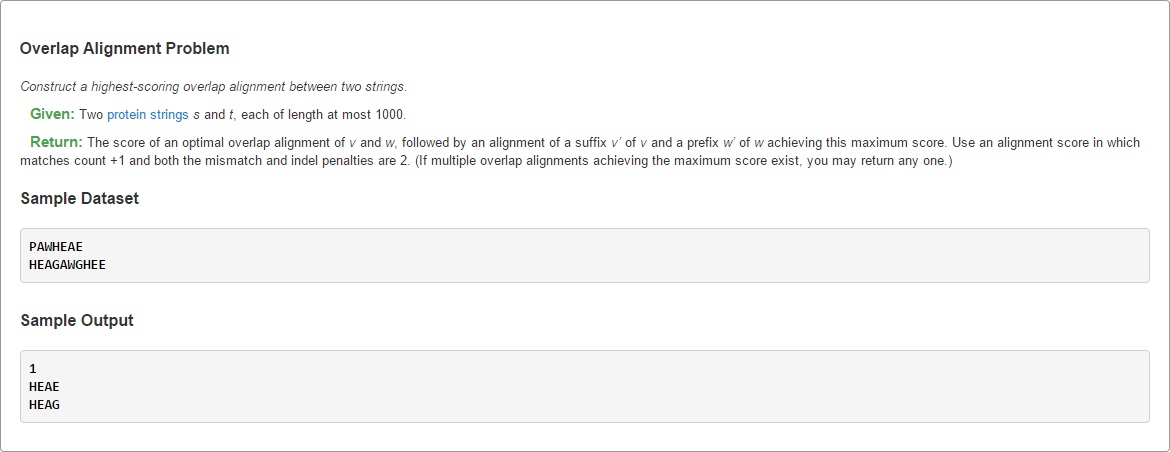 Overlap Alignment Problem
Construct a highest-scoring overlap alignment between two strings.
Given: Two protein strings s and t, each of length at most 1000.
Return: The score of an optimal overlap alignment of v and w, followed by an alignment of a suffix v′ of v and a prefix w′ of w achieving this maximum score. Use an alignment score in which
matches count +1 and both the mismatch and indel penalties are 2. (If multiple overlap alignments achieving the maximum score exist, you may return any one.)
Sample Dataset
PAWHEAE
HEAGAWGHEE
Sample Output
1
HEAE
HEAG